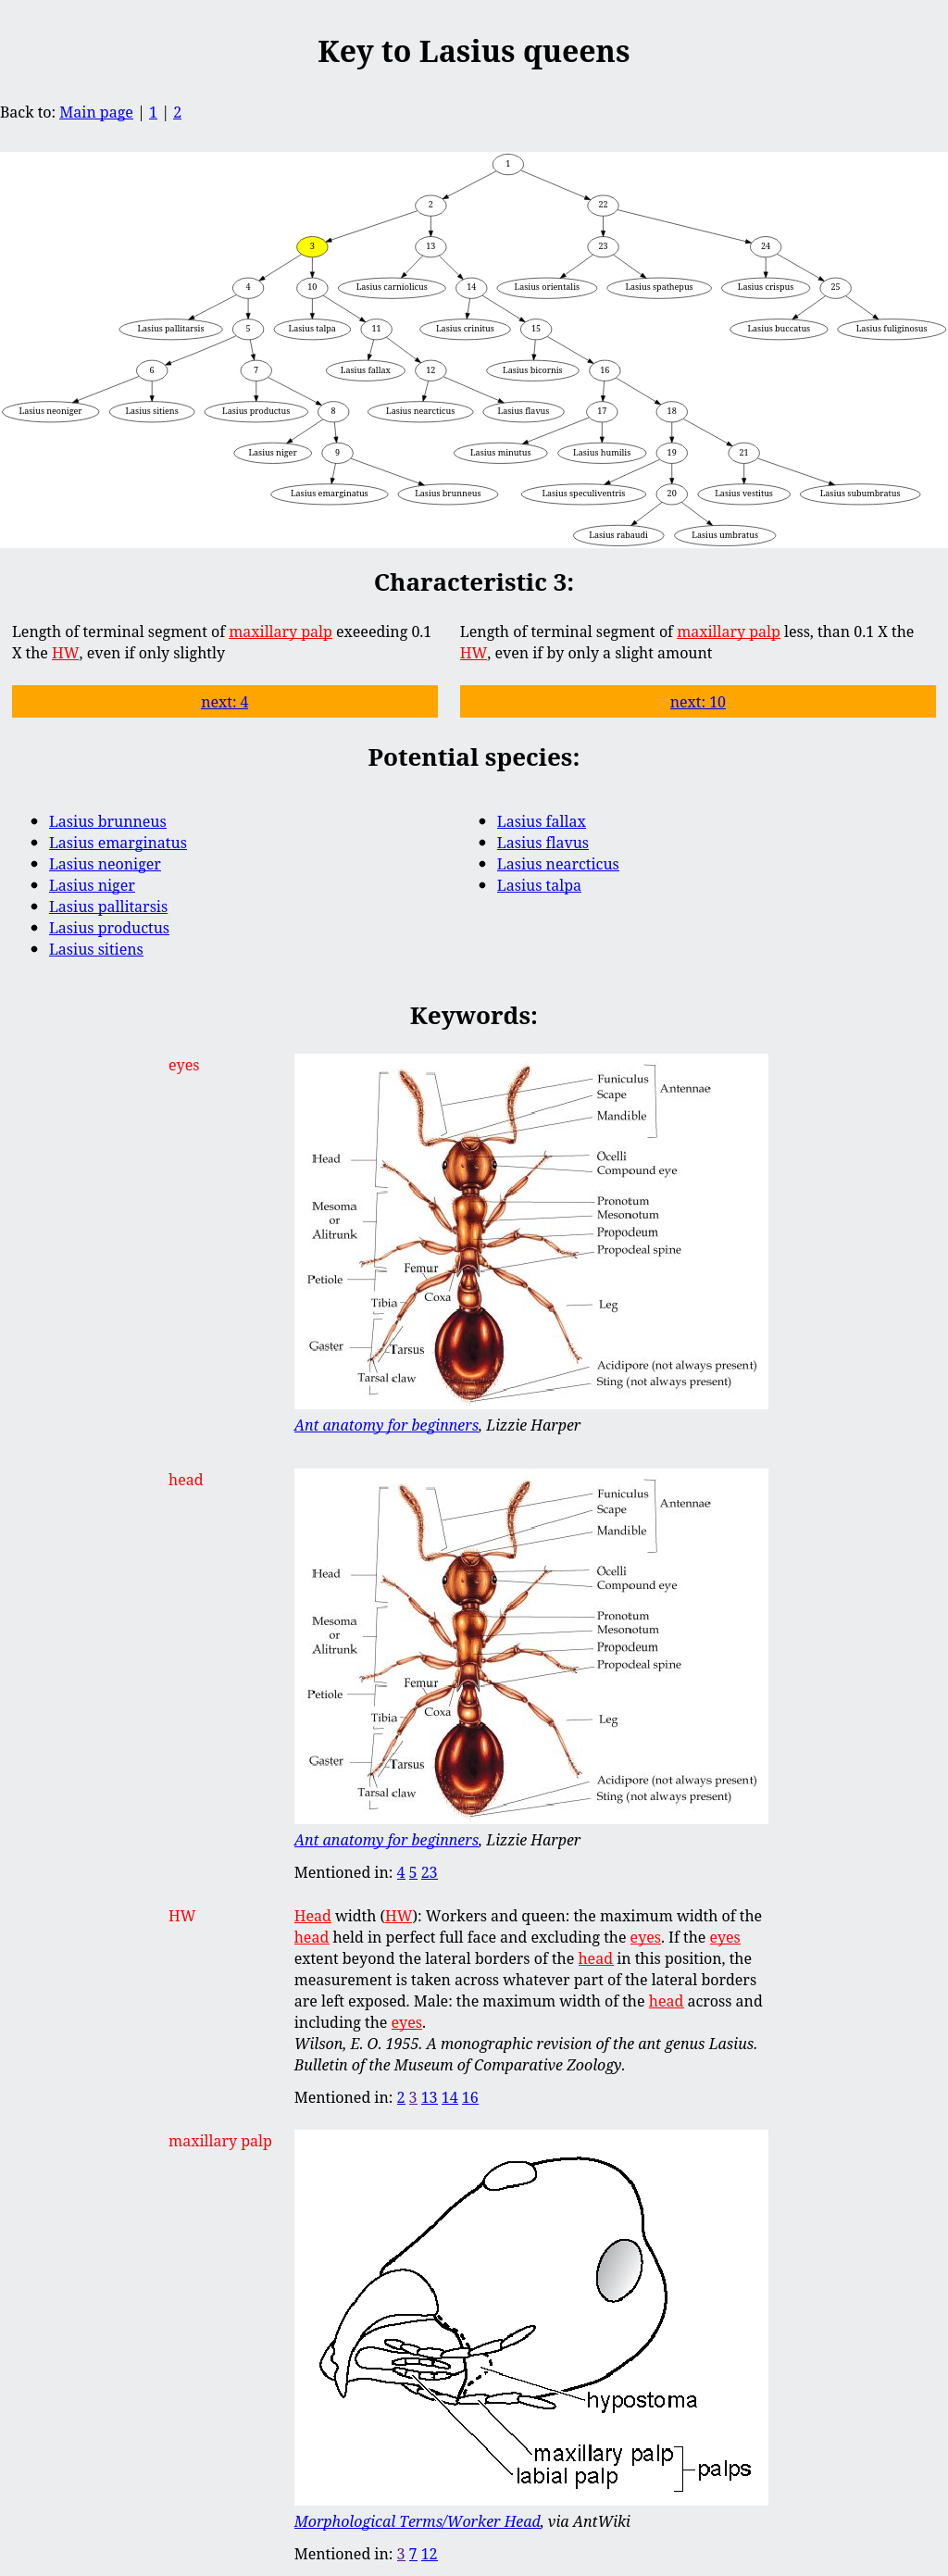 Key to Lasius queens
Back to: Main page | 1 | 2
1
2 22
3 13 23 24
4 10 Lasius carniolicus 14 Lasius orientalis Lasius spathepus Lasius crispus 25
Lasius pallitarsis 5 Lasius talpa 11 Lasius crinitus 15 Lasius buccatus Lasius fuliginosus
6 7 Lasius fallax 12 Lasius bicornis 16
Lasius neoniger Lasius sitiens Lasius productus 8 Lasius nearcticus Lasius flavus 17 18
Lasius niger 9 Lasius minutus Lasius humilis 19 21
Lasius emarginatus Lasius brunneus Lasius speculiventris 20 Lasius vestitus Lasius subumbratus
Lasius rabaudi Lasius umbratus
Characteristic 3:
Length of terminal segment of maxillary palp exeeeding 0.1
X the HW, even if only slightly
next: 4
Length of terminal segment of maxillary palp less, than 0.1 X the
HW, even if by only a slight amount
next: 10
Potential species:
Lasius brunneus
Lasius emarginatus
Lasius neoniger
Lasius niger
Lasius pallitarsis
Lasius productus
Lasius sitiens
Lasius fallax
Lasius flavus
Lasius nearcticus
Lasius talpa
Keywords:
eyes
Funiculus
Scape
Antennae
Mandible
Head
Ocelli
Compound eye
Mesoma
or
Alitrunk
Pronotum
Mesonotum
Propodeum
Propodeal spine
Petiole
Femur
Coxa
Tibia
Leg
Gaster
Tarsus
Tarsal claw
Acidipore (not always present)
Sting (not always present)
Ant anatomy for beginners, Lizzie Harper
head
Funiculus
Scape
Antennae
Mandible
Head
Ocelli
Compound eye
Mesoma
or
Alitrunk
Pronotum
Mesonotum
Propodeum
Propodeal spine
Petiole
Femur
Coxa
Tibia
Leg
Gaster
Tarsus
Tarsal claw
Acidipore (not always present)
Sting (not always present)
Ant anatomy for beginners, Lizzie Harper
Mentioned in: 4 5 23
HW
Head width (HW): Workers and queen: the maximum width of the
head held in perfect full face and excluding the eyes. If the eyes
extent beyond the lateral borders of the head in this position, the
measurement is taken across whatever part of the lateral borders
are left exposed. Male: the maximum width of the head across and
including the eyes.
Wilson, E. O. 1955. A monographic revision of the ant genus Lasius.
Bulletin of the Museum of Comparative Zoology.
Mentioned in: 2 3 13 14 16
maxillary palp
hypostoma
maxillary palp
labial palp
palps
Morphological Terms/Worker Head, via AntWiki
Mentioned in: 3 7 12